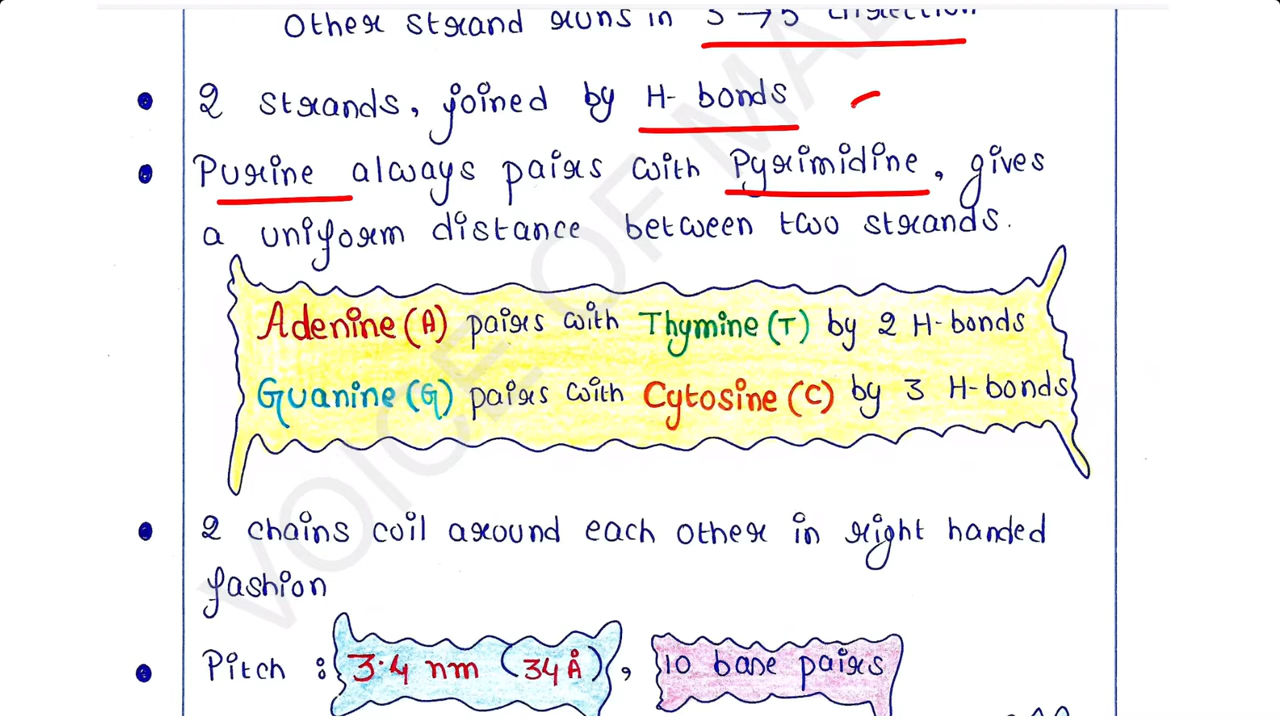 Other strand runs in 3 → 5
2 strands, joined by H- bonds
Purine always pairs with Pyrimidine, gives
a uniform distance between two strands.
Adenine (A) pairs with Thymine (T) by 2 H-bonds
Guanine (G) pairs with Cytosine (C) by 3 H-bonds
2 chains coil around each other in right handed
fashion
Pitch : 3.4 nm (34 Å), 10 base pairs
VOICE OF